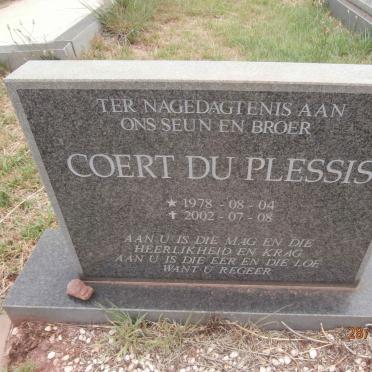 TER NAGEDAGTENIS AAN
ONS SEUN EN BROER
COERT DU PLESSIS
★ 1978 - 08 - 04
✝ 2002 - 07 - 08
AAN U IS DIE MAG EN DIE
HEERLIKHEID EN KRAG
AAN U IS DIE EER EN DIE LOF
WANT U REGEER